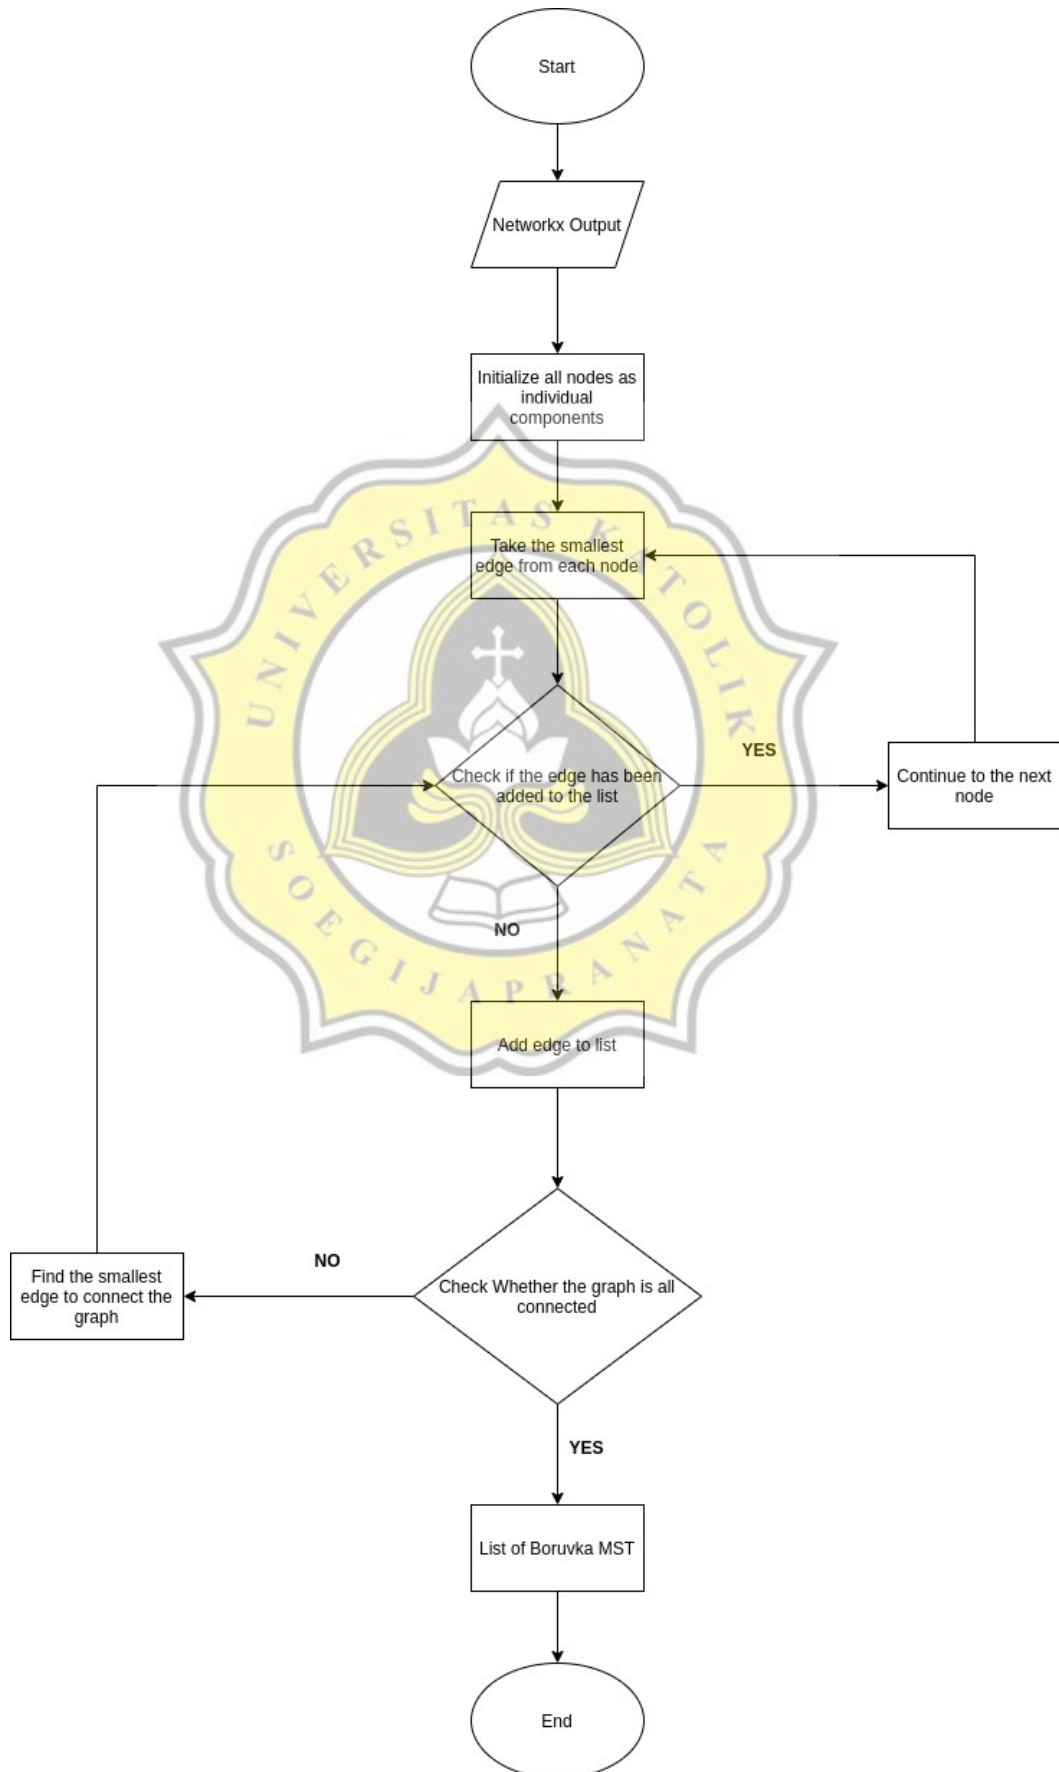 Start
Networkx Output
Initialize all nodes as
individual
components
UNIVERSITAS KATOLIK
Take the smallest
edge from each node
YES
Check if the edge has been
added to the list
Continue to the next
node
NO
SOEGIJAPRANATA
Add edge to list
NO
Find the smallest
edge to connect the
graph
Check Whether the graph is all
connected
YES
List of Boruvka MST
End